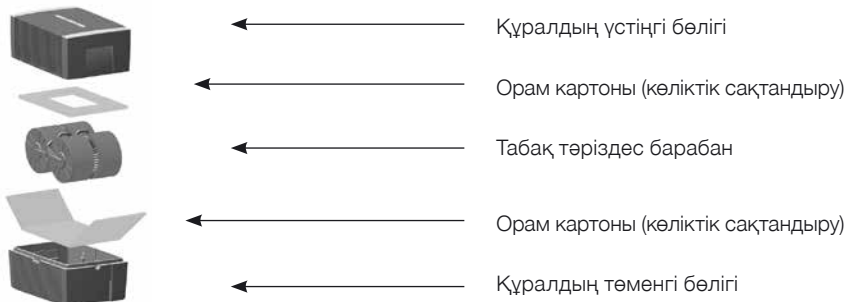 Құралдың үстіңгі бөлігі
Орам картоны (көліктік сақтандыру)
Табақ тәріздес барабан
Орам картоны (көліктік сақтандыру)
Құралдың төменгі бөлігі